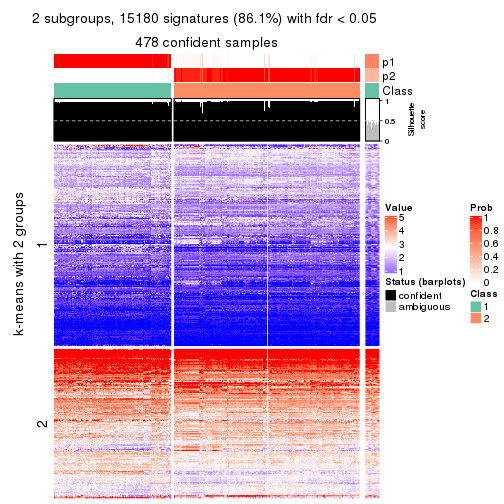 2 subgroups, 15180 signatures (86.1%) with fdr < 0.05
478 confident samples
p1
p2
Class
1
0.5
0
Silhouette
score
k-means with 2 groups
1
2
Value
5
4
3
2
1
Prob
1
0.8
0.6
0.4
0.2
0
Status (barplots)
confident
ambiguous
Class
1
2